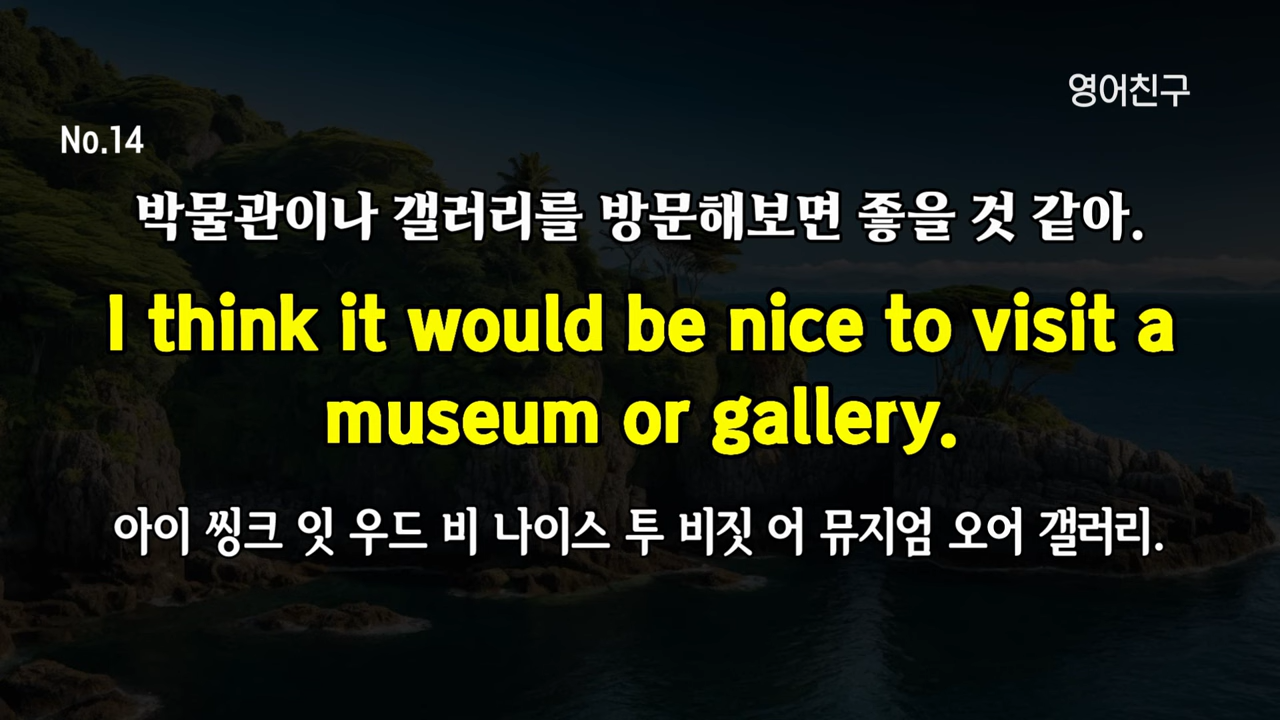 영어친구
No.14
박물관이나 갤러리를 방문해보면 좋을 것 같아.
I think it would be nice to visit a
museum or gallery.
아이 씽크 잇 우드 비 나이스 투 비짓 어 뮤지엄 오어 갤러리.